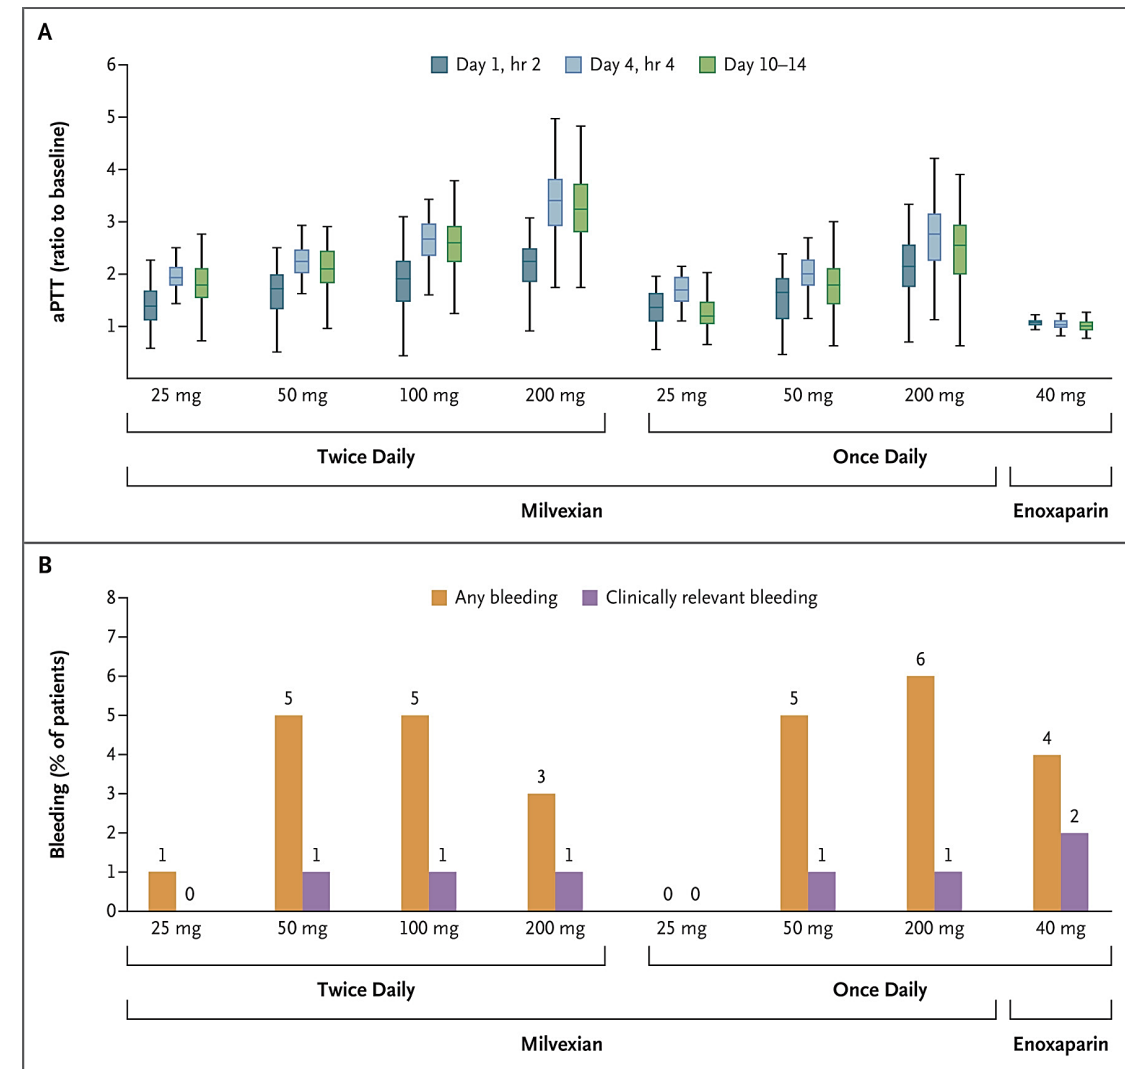 A
Day 1, hr 2 Day 4, hr 4 Day 10–14
aPTT (ratio to baseline)
6
5
4
3
2
1
25 mg 50 mg 100 mg 200 mg 25 mg 50 mg 200 mg 40 mg
Twice Daily Once Daily
Milvexian Enoxaparin
B
Any bleeding Clinically relevant bleeding
Bleeding (% of patients)
8
7
6
5
4
3
2
1
0
1 0 5 1 5 1 3 1 0 0 5 1 6 1 4 2
25 mg 50 mg 100 mg 200 mg 25 mg 50 mg 200 mg 40 mg
Twice Daily Once Daily
Milvexian Enoxaparin